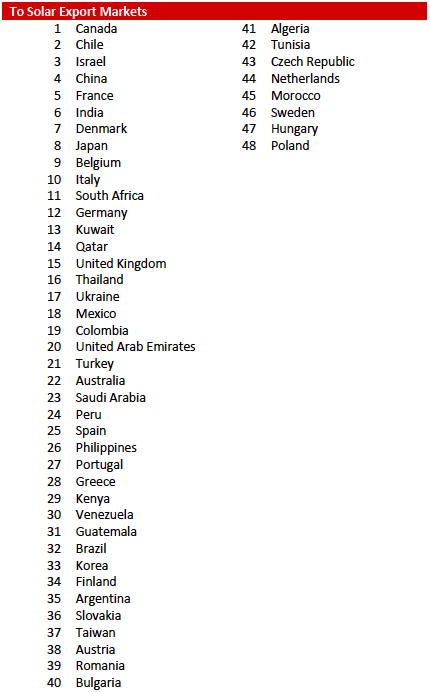 To Solar Export Markets
1 Canada
2 Chile
3 Israel
4 China
5 France
6 India
7 Denmark
8 Japan
9 Belgium
10 Italy
11 South Africa
12 Germany
13 Kuwait
14 Qatar
15 United Kingdom
16 Thailand
17 Ukraine
18 Mexico
19 Colombia
20 United Arab Emirates
21 Turkey
22 Australia
23 Saudi Arabia
24 Peru
25 Spain
26 Philippines
27 Portugal
28 Greece
29 Kenya
30 Venezuela
31 Guatemala
32 Brazil
33 Korea
34 Finland
35 Argentina
36 Slovakia
37 Taiwan
38 Austria
39 Romania
40 Bulgaria
41 Algeria
42 Tunisia
43 Czech Republic
44 Netherlands
45 Morocco
46 Sweden
47 Hungary
48 Poland